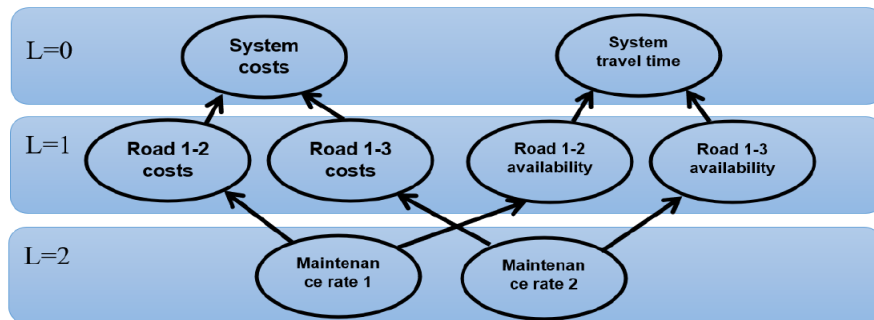 L=0
System
costs
System
travel time
L=1
Road 1-2
costs
Road 1-3
costs
Road 1-2
availability
Road 1-3
availability
L=2
Maintenan
ce rate 1
Maintenan
ce rate 2